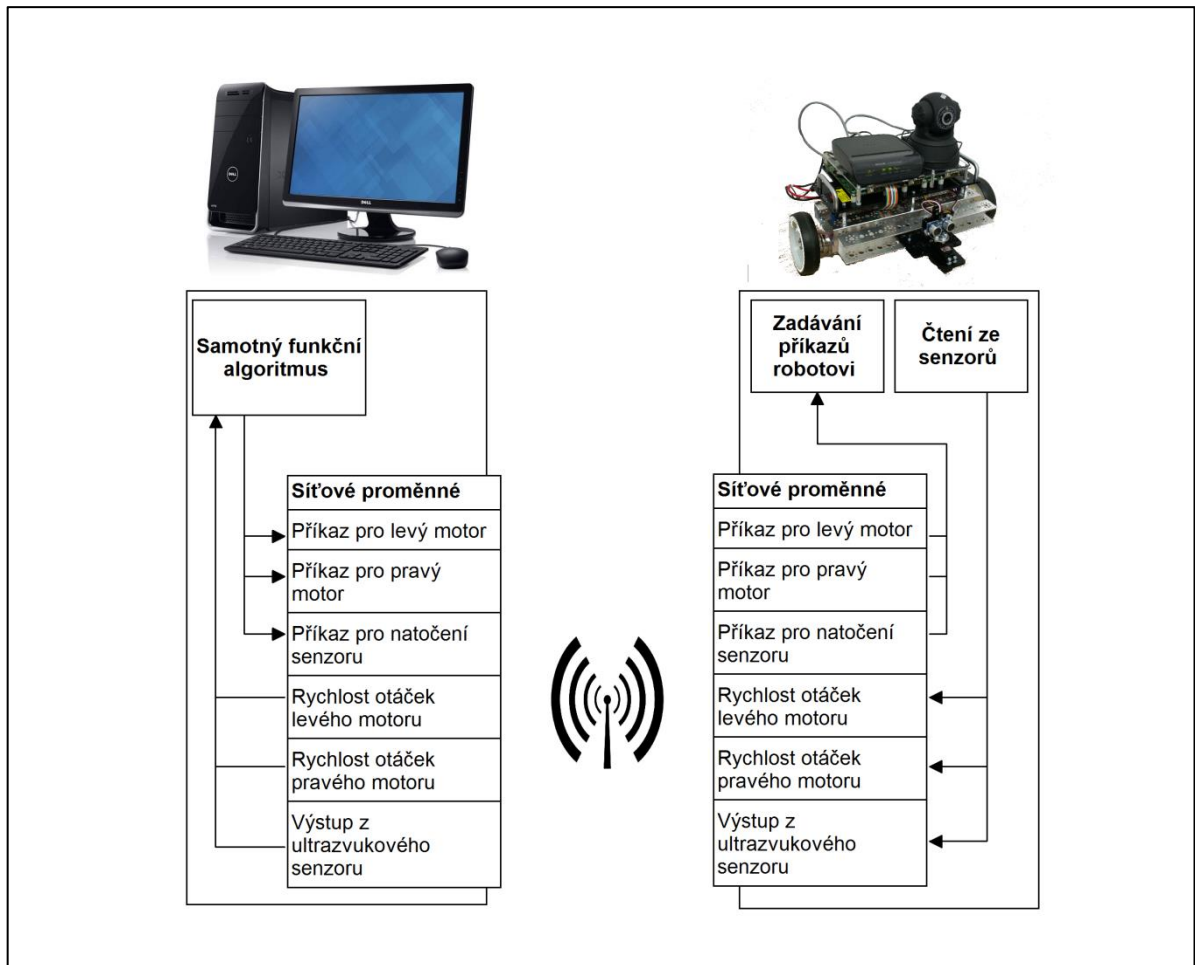 DELL
DELL
Samotný funkční
algoritmus
Síťové proměnné
Příkaz pro levý motor
Příkaz pro pravý
motor
Příkaz pro natočení
senzoru
Rychlost otáček
levého motoru
Rychlost otáček
pravého motoru
Výstup z
ultrazvukového
senzoru
Zadávání
příkazů
robotovi
Čtení ze
senzorů
Síťové proměnné
Příkaz pro levý motor
Příkaz pro pravý
motor
Příkaz pro natočení
senzoru
Rychlost otáček
levého motoru
Rychlost otáček
pravého motoru
Výstup z
ultrazvukového
senzoru